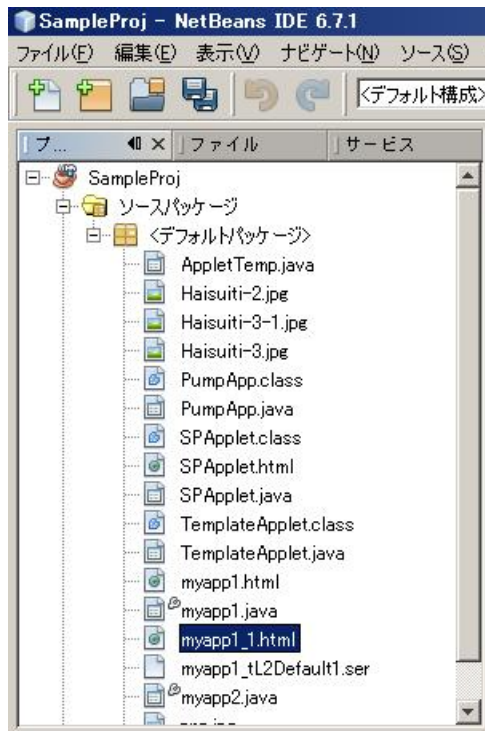 SampleProj - NetBeans IDE 6.7.1
ファイル(F) 編集(E) 表示(V) ナビゲート(N) ソース(S)
<デフォルト構成>
プ... ファイル サービス
SampleProj
ソースパッケージ
<デフォルトパッケージ>
AppletTemp.java
Haisuiti-2.jpg
Haisuiti-3-1.jpg
Haisuiti-3.jpg
PumpApp.class
PumpApp.java
SPApplet.class
SPApplet.html
SPApplet.java
TemplateApplet.class
TemplateApplet.java
myapp1.html
myapp1.java
myapp1_1.html
myapp1_tL2Default1.ser
myapp2.java